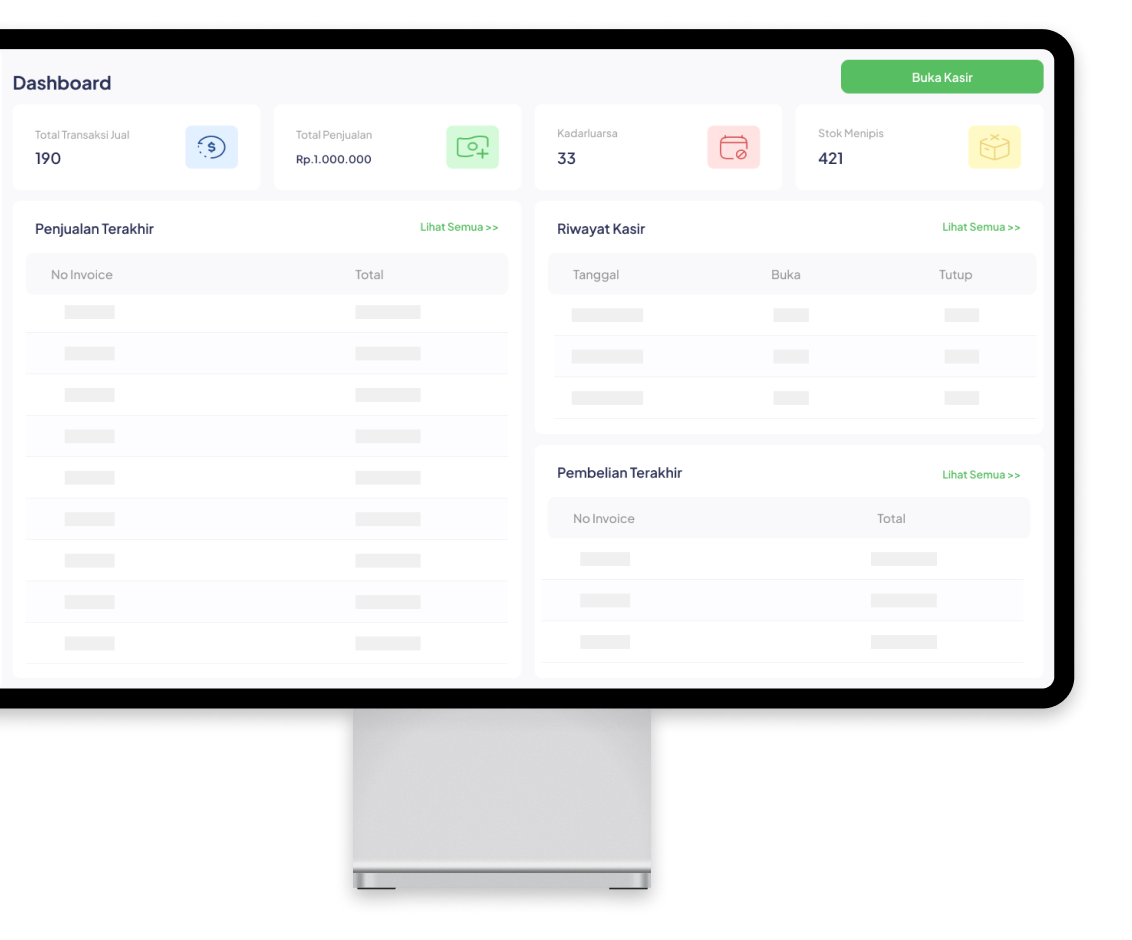 Dashboard
Buka Kasir
Total Transaksi Jual
190
Total Penjualan
Rp.1.000.000
Kadarluarsa
33
Stok Menipis
421
Penjualan Terakhir
Lihat Semua >>
No Invoice Total
Riwayat Kasir
Lihat Semua >>
Tanggal Buka Tutup
Pembelian Terakhir
Lihat Semua >>
No Invoice Total